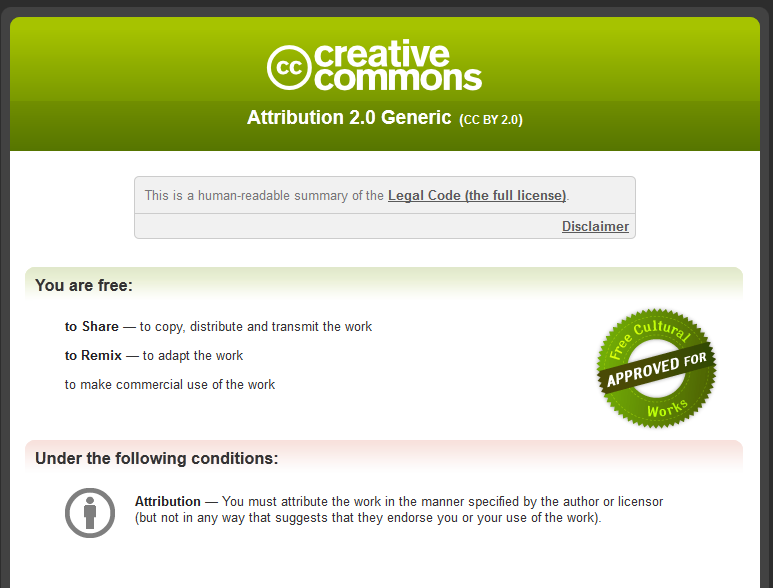 cc creative
commons
Attribution 2.0 Generic (CC BY 2.0)
This is a human-readable summary of the Legal Code (the full license).
Disclaimer
You are free:
to Share — to copy, distribute and transmit the work
to Remix — to adapt the work
to make commercial use of the work
Free Cultural
APPROVED FOR
Works
Under the following conditions:
Attribution — You must attribute the work in the manner specified by the author or licensor
(but not in any way that suggests that they endorse you or your use of the work).